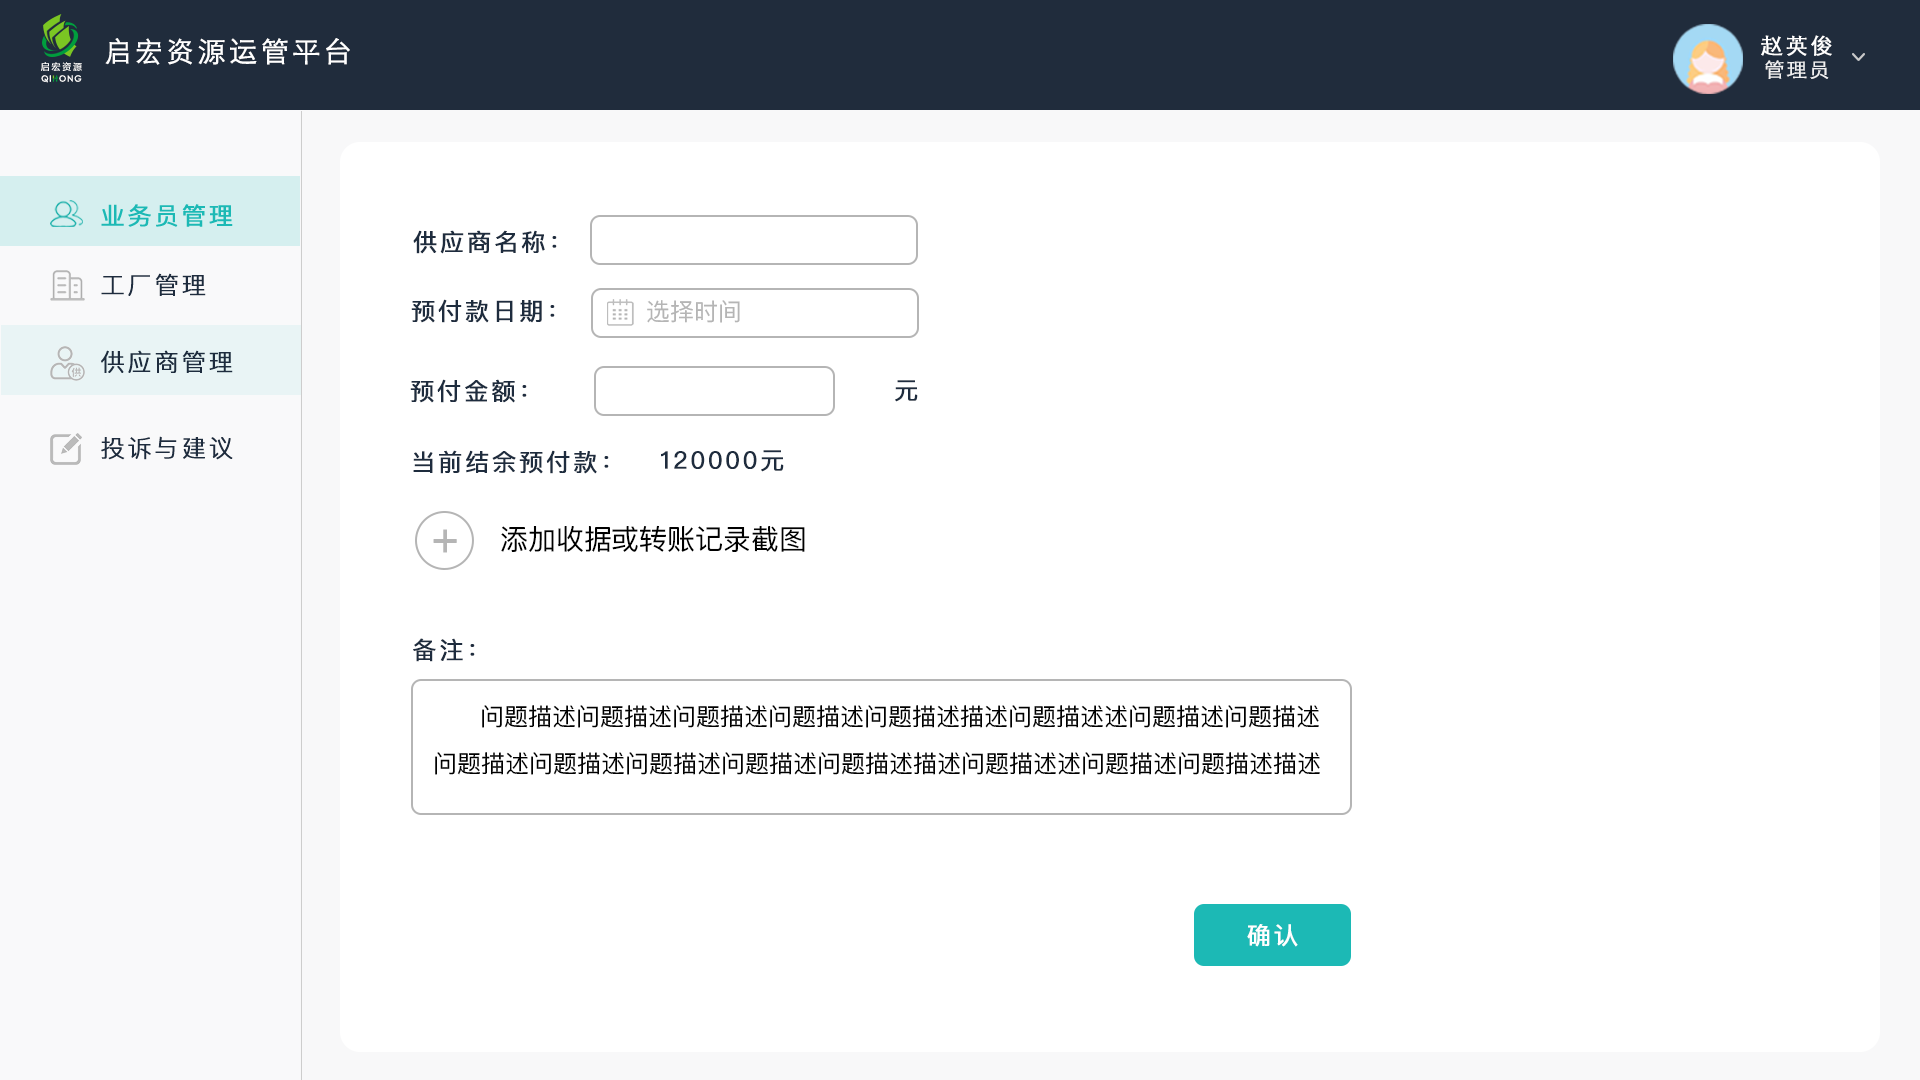 启宏资源
QIHONG
启宏资源运管平台
赵英俊
管理员
业务员管理
工厂管理
供应商管理
供
投诉与建议
供应商名称：
预付款日期：
选择时间
预付金额：
元
当前结余预付款：
120000元
添加收据或转账记录截图
备注：
问题描述问题描述问题描述问题描述问题描述描述问题描述述问题描述问题描述
问题描述问题描述问题描述问题描述问题描述描述问题描述述问题描述问题描述描述
确认